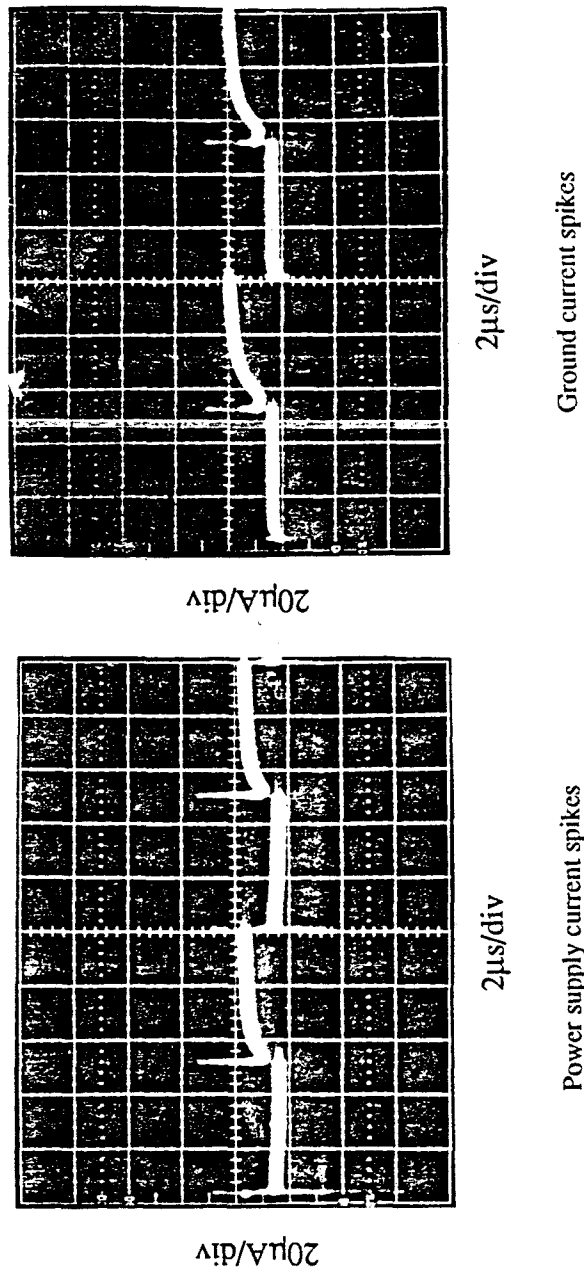 20μA/div
2μs/div
Power supply current spikes
20μA/div
2μs/div
Ground current spikes